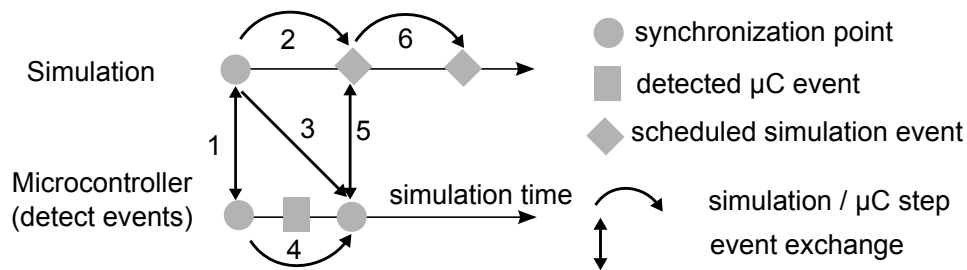 2
6
synchronization point
Simulation
detected µC event
3
5
scheduled simulation event
1
Microcontroller
(detect events)
simulation time
simulation / µC step
4
event exchange